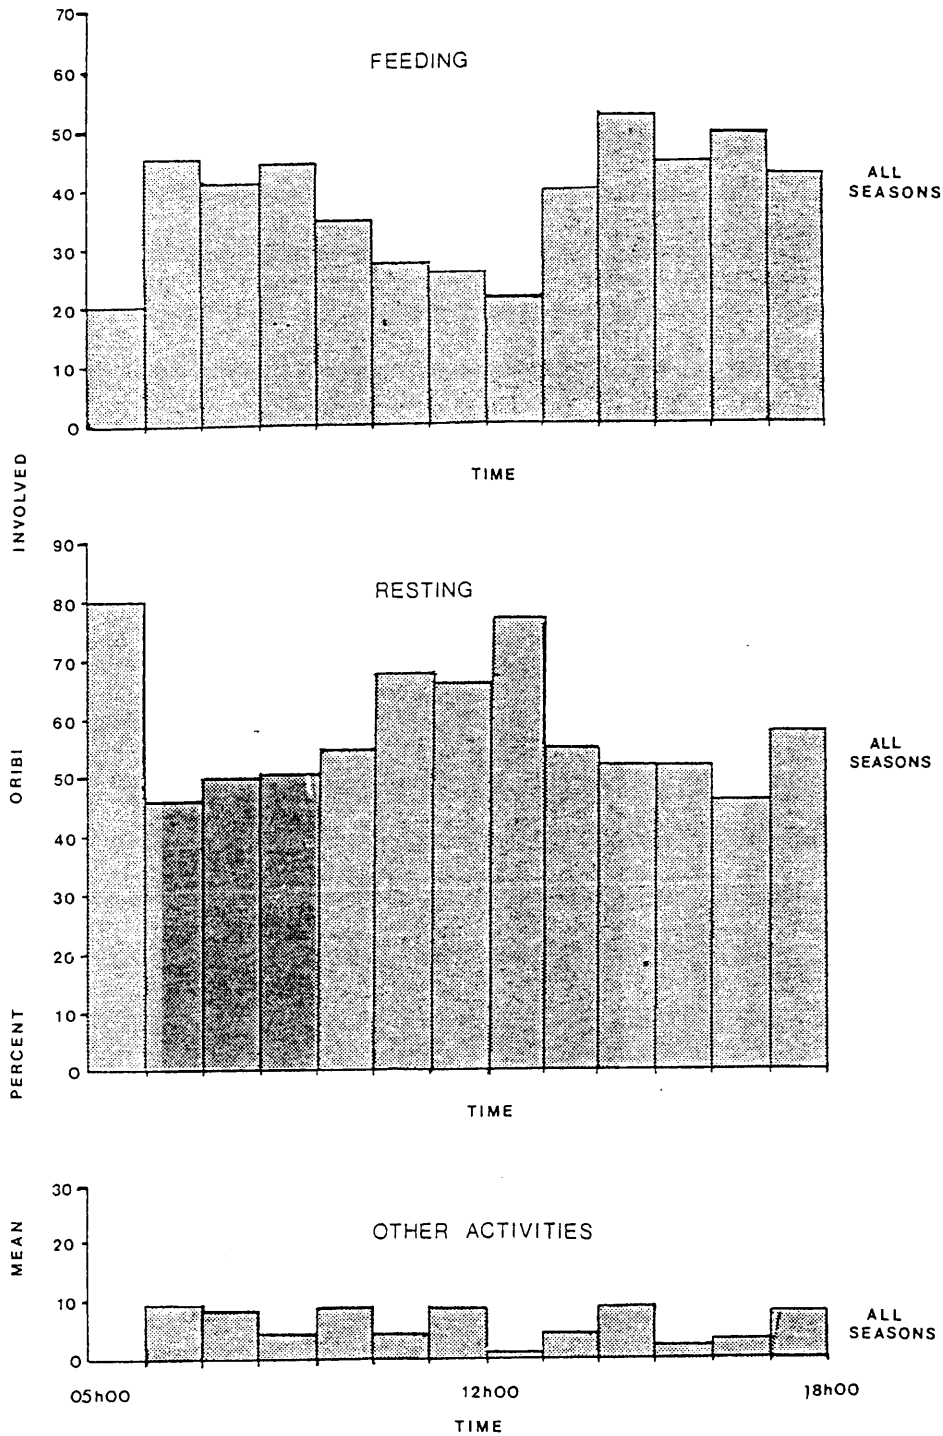 70
FEEDING
60
50
ALL
SEASONS
40
30
20
10
0
TIME
MEAN PERCENT ORIBI INVOLVED
90
RESTING
80
70
60
ALL
SEASONS
50
40
30
20
10
0
TIME
30
OTHER ACTIVITIES
20
10
ALL
SEASONS
0
05h00 12h00 18h00
TIME